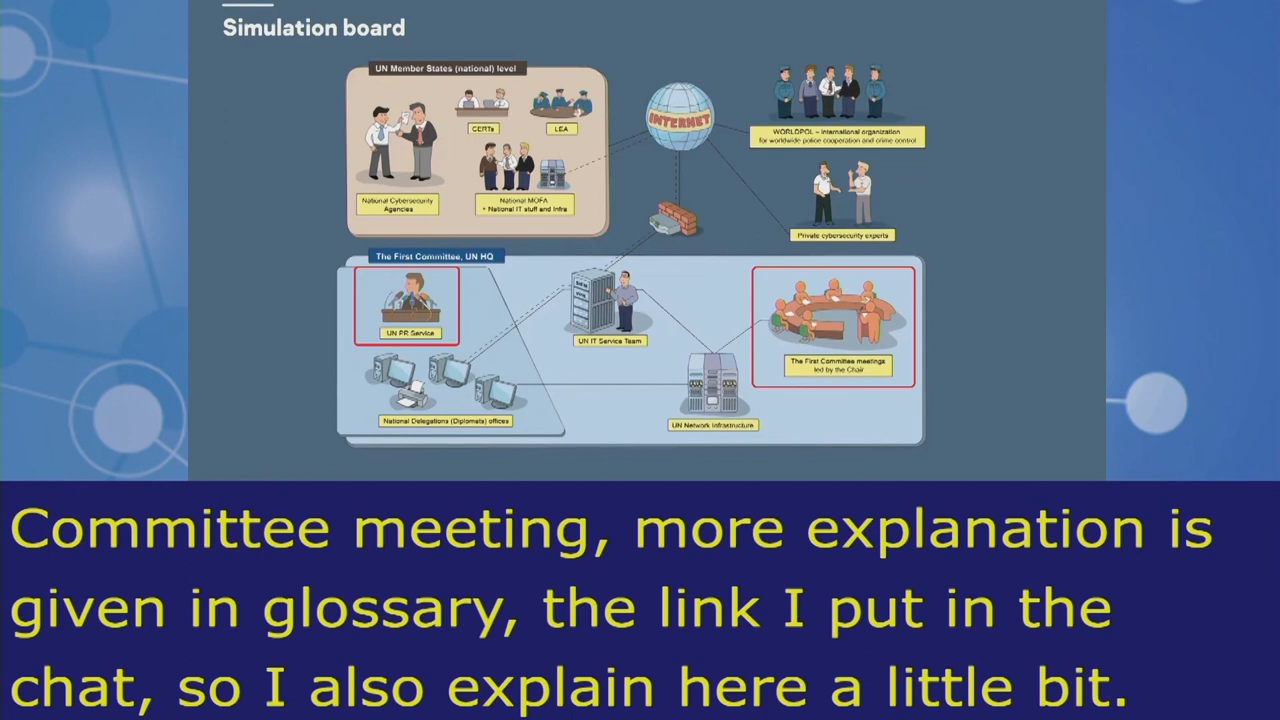 Simulation board
UN Member States (national) level
CERTs
LEA
National Cybersecurity
Agencies
National MOFA
+ National IT stuff and Infra
INTERNET
WORLDPOL – international organization
for worldwide police cooperation and crime control
Private cybersecurity experts
The First Committee, UN HQ
UN PR Service
UN IT Service Team
The First Committee meetings
led by the Chair
National Delegations (Diplomats) offices
UN Network Infrastructure
Committee meeting, more explanation is
given in glossary, the link I put in the
chat, so I also explain here a little bit.